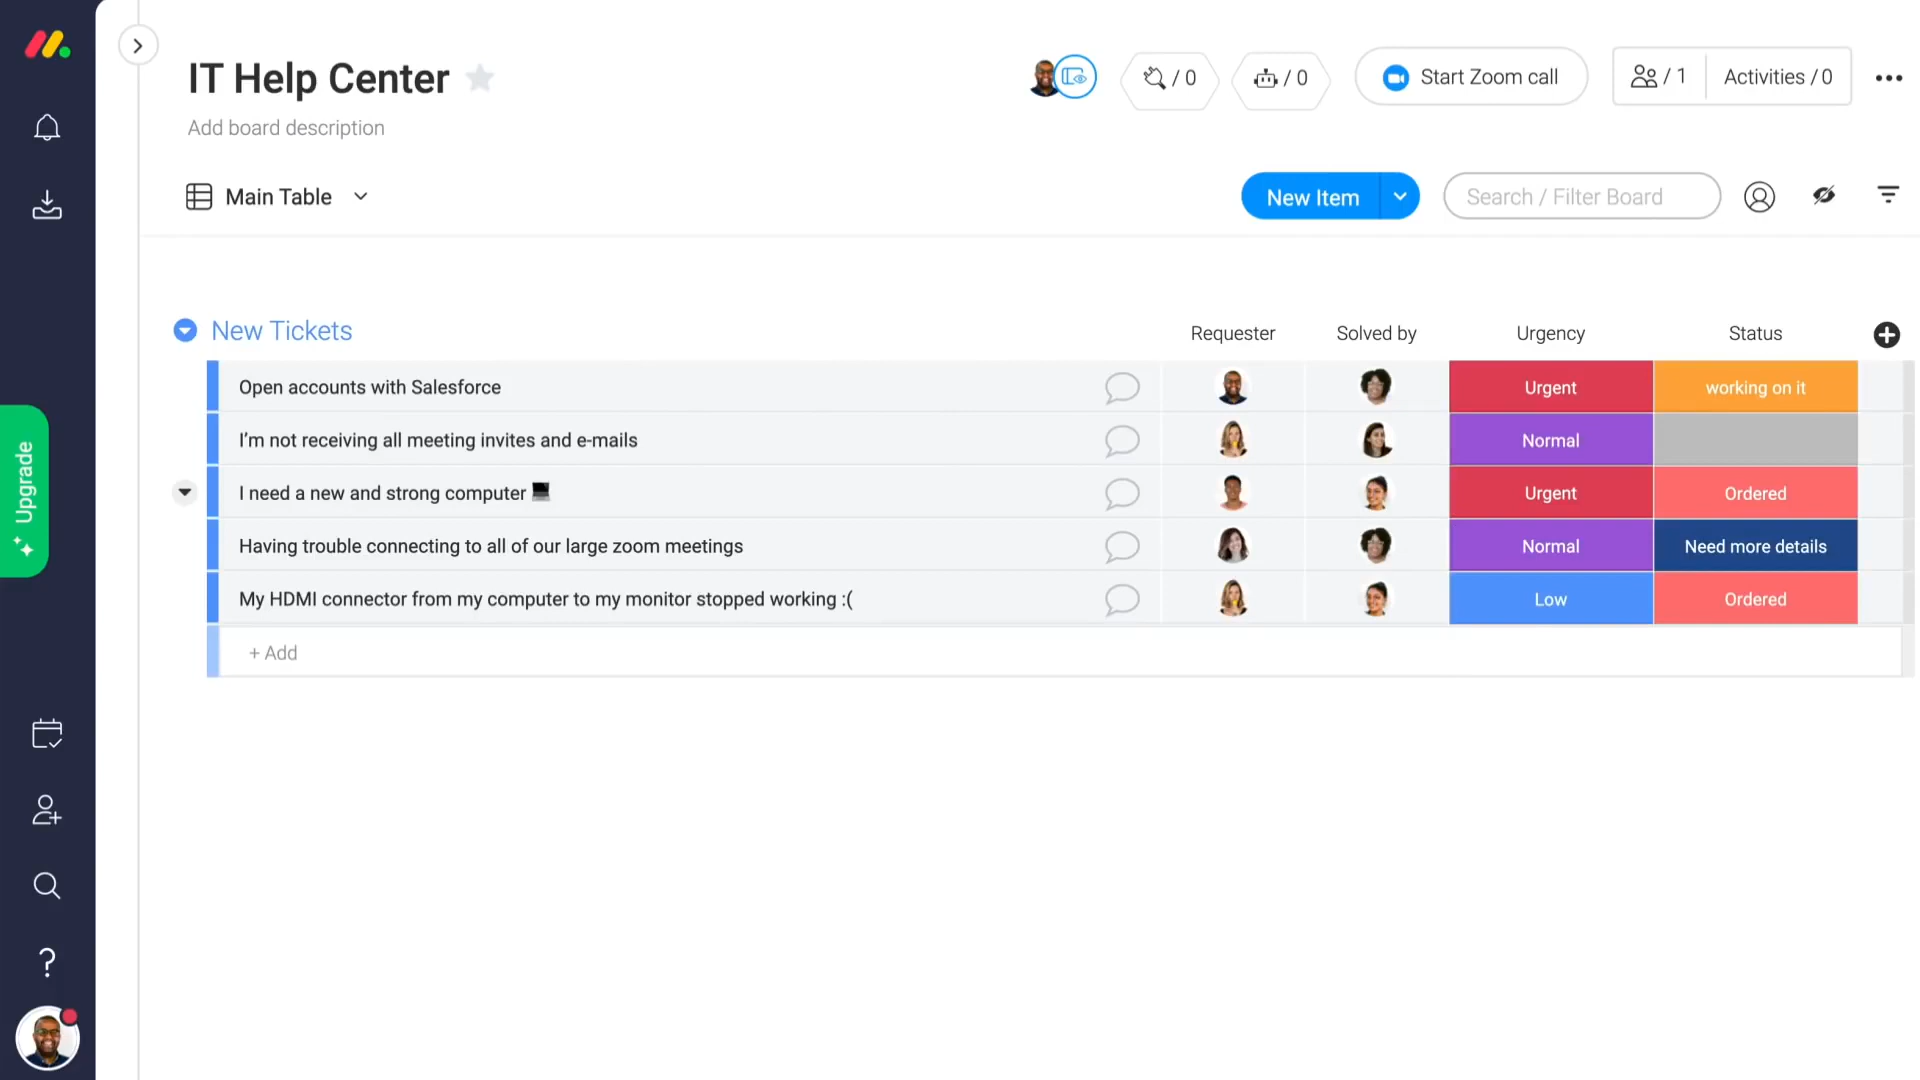 IT Help Center
Add board description
/ 0
/ 0
Start Zoom call
/ 1
Activities / 0
Main Table
New Item
Search / Filter Board
New Tickets
Requester
Solved by
Urgency
Status
Open accounts with Salesforce
Urgent
working on it
I'm not receiving all meeting invites and e-mails
Normal
I need a new and strong computer
Urgent
Ordered
Having trouble connecting to all of our large zoom meetings
Normal
Need more details
My HDMI connector from my computer to my monitor stopped working :(
Low
Ordered
+ Add
Upgrade